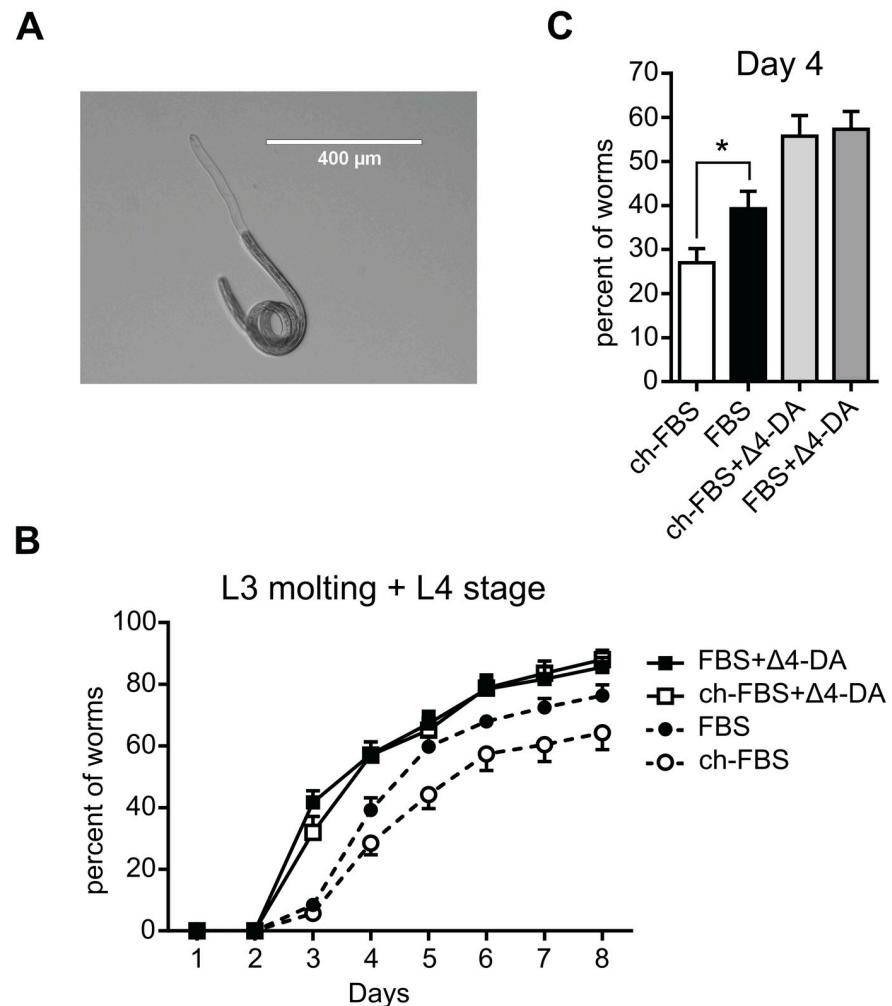 A
400 µm
C
Day 4
70
60
50
40
30
20
10
0
percent of worms
*
ch-FBS
FBS
ch-FBS+Δ4-DA
FBS+Δ4-DA
B
L3 molting + L4 stage
100
80
60
40
20
0
percent of worms
1 2 3 4 5 6 7 8
Days
FBS+Δ4-DA
ch-FBS+Δ4-DA
FBS
ch-FBS